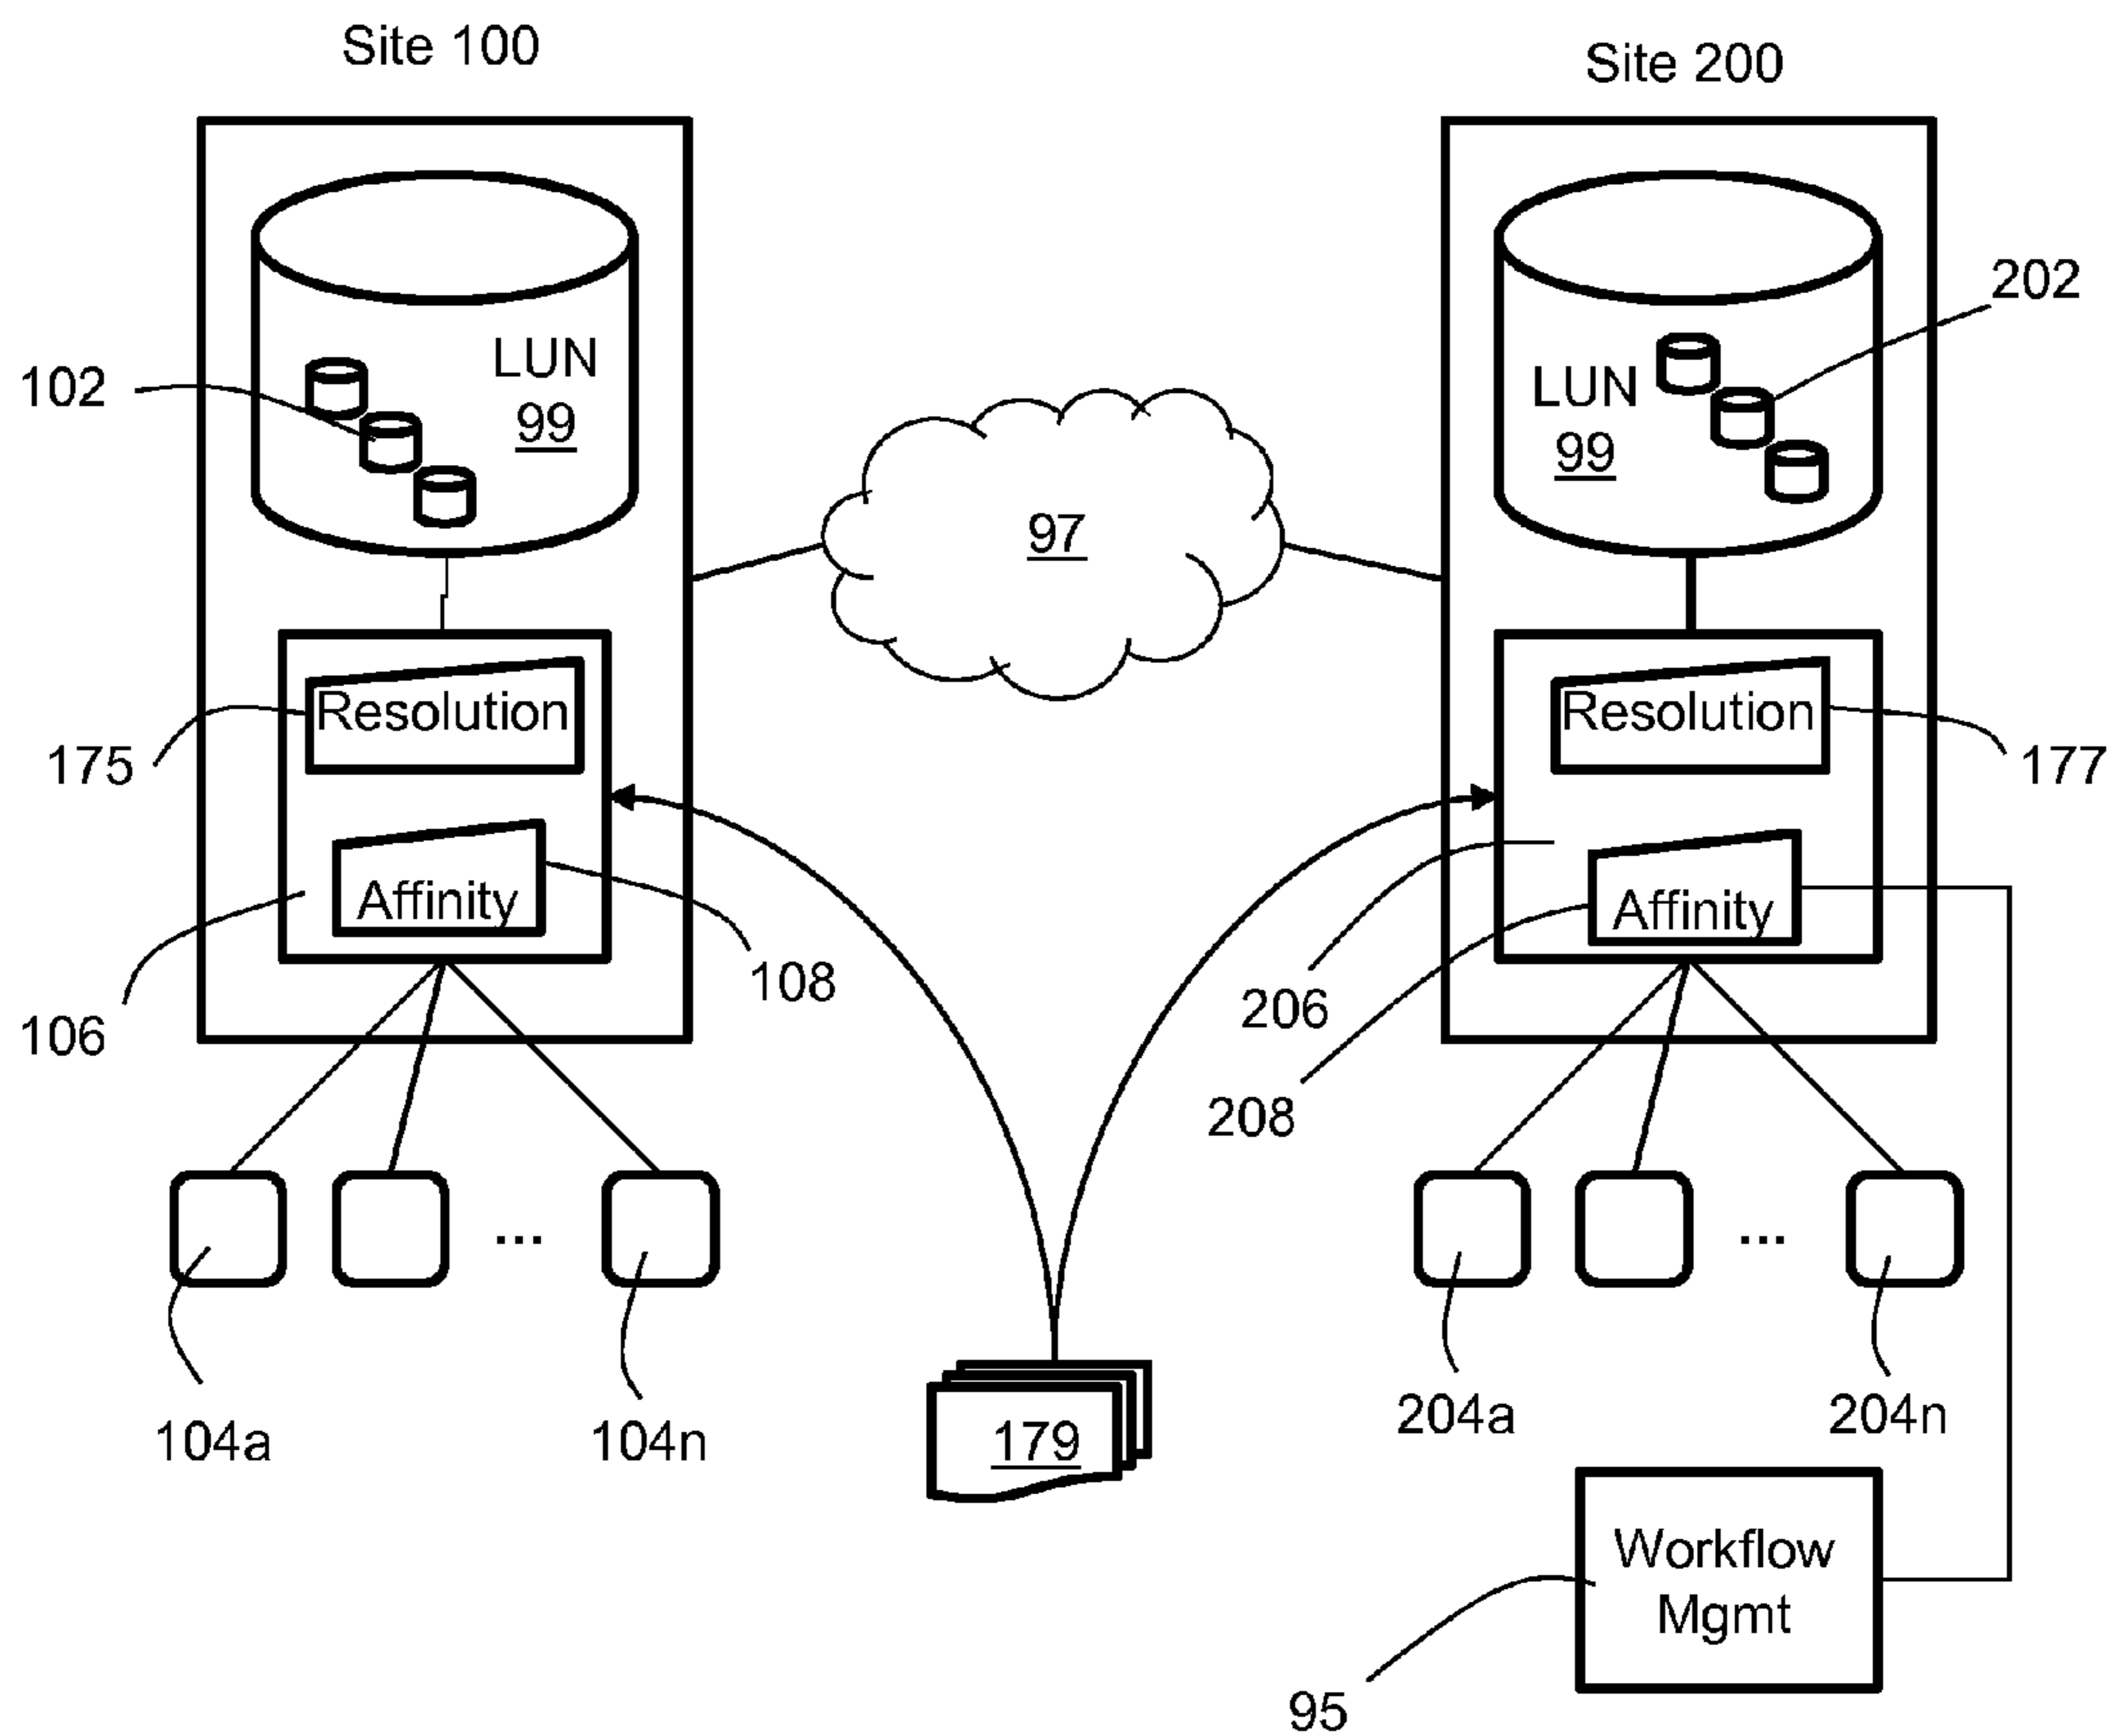 Site 100
Site 200
202
LUN
99
102
LUN
99
97
Resolution
175
Resolution
177
Affinity
108
106
Affinity
206
208
104a
104n
179
204a
204n
Workflow
Mgmt
95
...
...